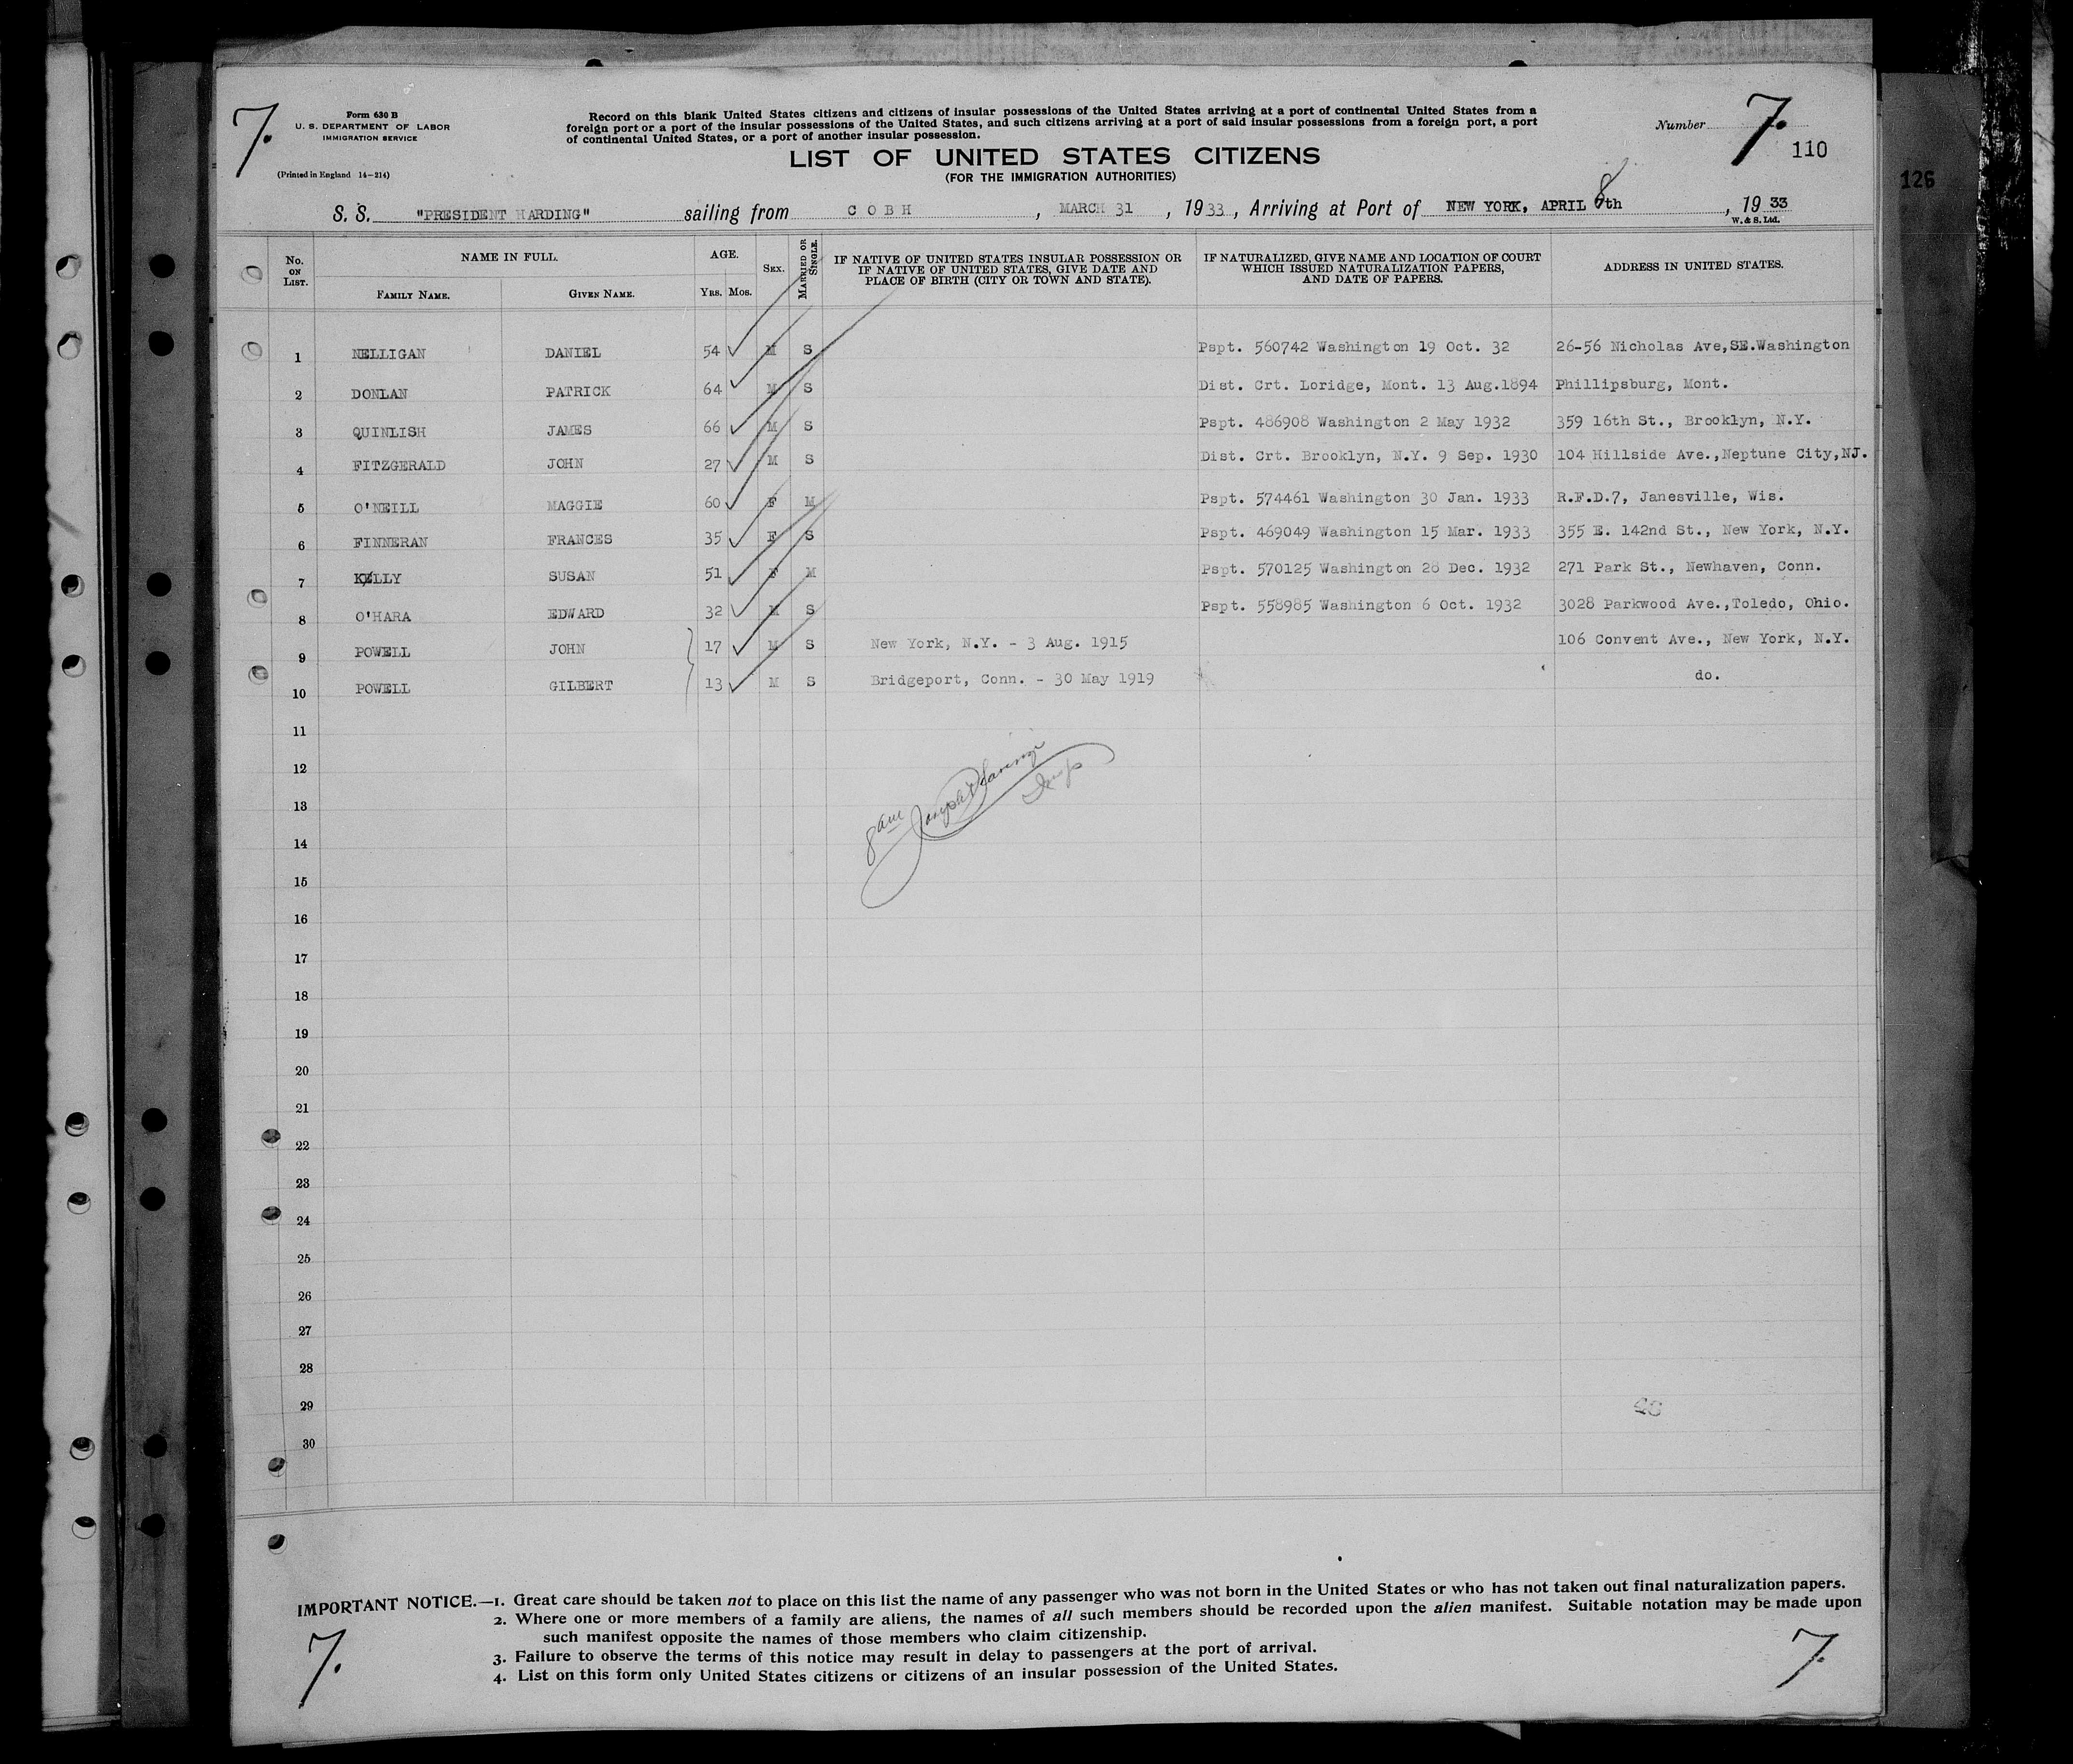 7.
Form 630 B
U. S. DEPARTMENT OF LABOR
IMMIGRATION SERVICE
(Printed in England 14-214)
Record on this blank United States citizens and citizens of insular possessions of the United States arriving at a port of continental United States from a
foreign port or a port of the insular possessions of the United States, and such citizens arriving at a port of said insular possessions from a foreign port, a port
of continental United States, or a port of another insular possession.
LIST OF UNITED STATES CITIZENS
(FOR THE IMMIGRATION AUTHORITIES)
Number 7.
110
126
S. S. "PRESIDENT HARDING" sailing from COBH, MARCH 31, 1933, Arriving at Port of NEW YORK, APRIL 8th, 1933
W. & S. Ltd.
No. ON LIST. NAME IN FULL. AGE. SEX. MARRIED OR SINGLE. IF NATIVE OF UNITED STATES INSULAR POSSESSION OR IF NATIVE OF UNITED STATES, GIVE DATE AND PLACE OF BIRTH (CITY OR TOWN AND STATE). IF NATURALIZED, GIVE NAME AND LOCATION OF COURT WHICH ISSUED NATURALIZATION PAPERS, AND DATE OF PAPERS. ADDRESS IN UNITED STATES.
FAMILY NAME. GIVEN NAME. YRS. MOS.
1 NELLIGAN DANIEL 54 M S Pspt. 560742 Washington 19 Oct. 32 26-56 Nicholas Ave,SE.Washington
2 DONLAN PATRICK 64 M S Dist. Crt. Loridge, Mont. 13 Aug.1894 Phillipsburg, Mont.
3 QUINLISH JAMES 66 M S Pspt. 486908 Washington 2 May 1932 359 16th St., Brooklyn, N.Y.
4 FITZGERALD JOHN 27 M S Dist. Crt. Brooklyn, N.Y. 9 Sep. 1930 104 Hillside Ave.,Neptune City,NJ.
5 O'NEILL MAGGIE 60 F M Pspt. 574461 Washington 30 Jan. 1933 R.F.D.7, Janesville, Wis.
6 FINNERAN FRANCES 35 F S Pspt. 469049 Washington 15 Mar. 1933 355 E. 142nd St., New York, N.Y.
7 KELLY SUSAN 51 F M Pspt. 570125 Washington 28 Dec. 1932 271 Park St., Newhaven, Conn.
8 O'HARA EDWARD 32 M S Pspt. 558985 Washington 6 Oct. 1932 3028 Parkwood Ave.,Toledo, Ohio.
9 POWELL JOHN 17 M S New York, N.Y. - 3 Aug. 1915 106 Convent Ave., New York, N.Y.
10 POWELL GILBERT 13 M S Bridgeport, Conn. - 30 May 1919 do.
11
12
13
8am Joseph
14
15
16
17
18
19
20
21
22
23
24
25
26
27
28
29
30
IMPORTANT NOTICE.—1. Great care should be taken not to place on this list the name of any passenger who was not born in the United States or who has not taken out final naturalization papers.
2. Where one or more members of a family are aliens, the names of all such members should be recorded upon the alien manifest. Suitable notation may be made upon
such manifest opposite the names of those members who claim citizenship.
3. Failure to observe the terms of this notice may result in delay to passengers at the port of arrival.
4. List on this form only United States citizens or citizens of an insular possession of the United States.
7. 7.